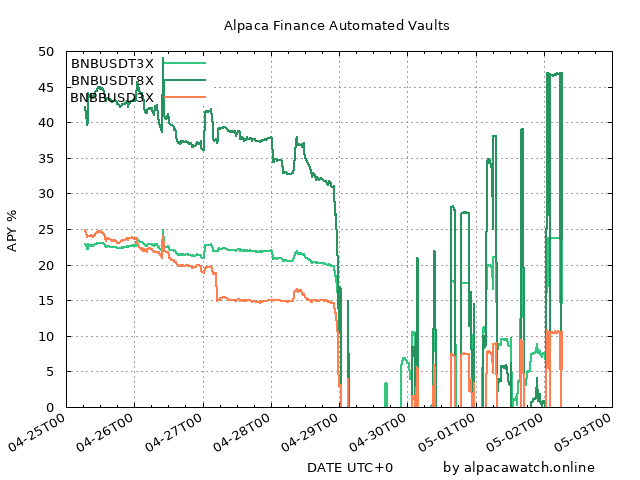 Alpaca Finance Automated Vaults
50
45
40
35
30
25
20
15
10
5
0
APY %
BNBUSDT3X
BNBUSDT8X
BNBBUSD3X
04-25T00
04-26T00
04-27T00
04-28T00
04-29T00
04-30T00
05-01T00
05-02T00
05-03T00
DATE UTC+0
by alpacawatch.online